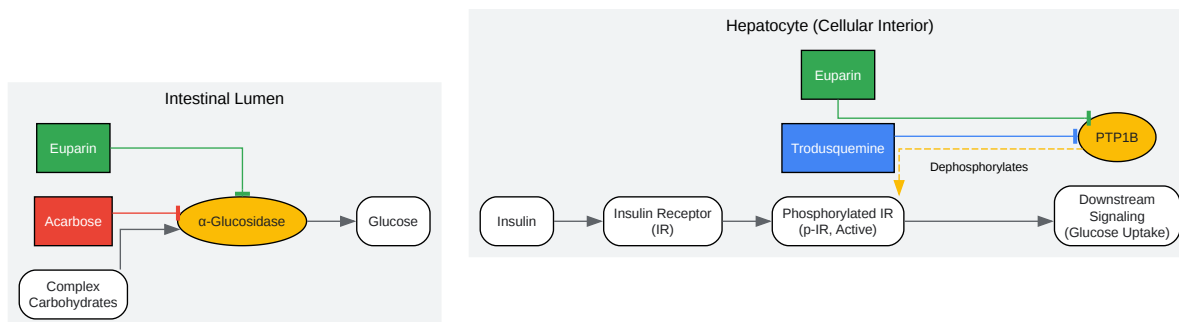 Intestinal Lumen
Euparin
Acarbose
α-Glucosidase
Glucose
Complex
Carbohydrates
Hepatocyte (Cellular Interior)
Euparin
Trodusquemine
PTP1B
Dephosphorylates
Insulin
Insulin Receptor
(IR)
Phosphorylated IR
(p-IR, Active)
Downstream
Signaling
(Glucose Uptake)